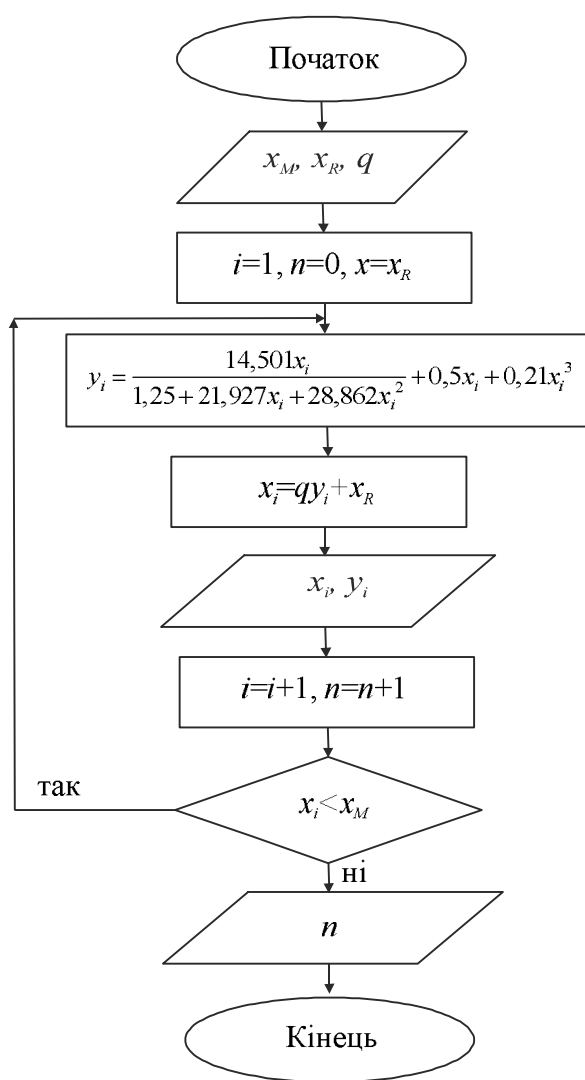 Початок
x_M, x_R, q
i=1, n=0, x=x_R
y_i = \frac{14,501x_i}{1,25+21,927x_i+28,862x_i^2}+0,5x_i+0,21x_i^3
x_i=qy_i+x_R
x_i, y_i
i=i+1, n=n+1
так
x_i<x_M
ні
n
Кінець